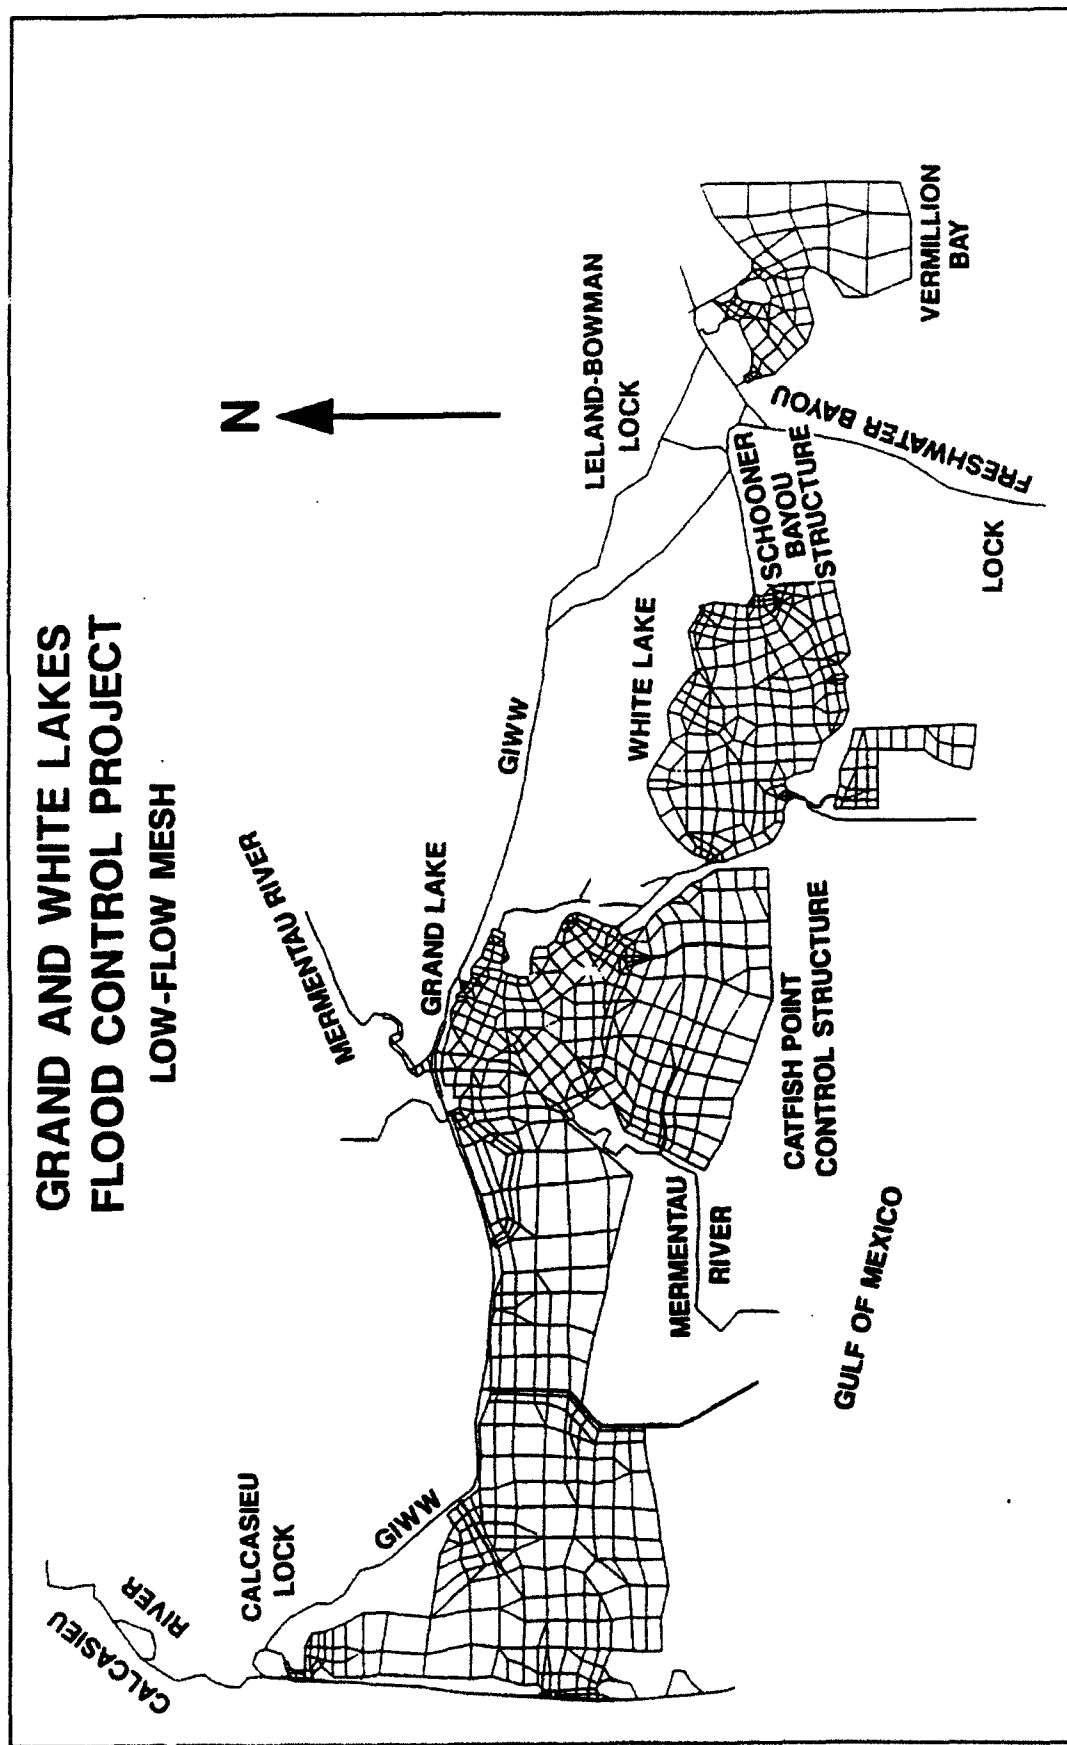 GRAND AND WHITE LAKES
FLOOD CONTROL PROJECT
LOW-FLOW MESH
N
CALCASIEU
RIVER
CALCASIEU
LOCK
GIWW
MERMENTAU RIVER
GRAND LAKE
GIWW
LELAND-BOWMAN
LOCK
WHITE LAKE
SCHOONER
BAYOU
STRUCTURE
FRESHWATER BAYOU
LOCK
VERMILLION
BAY
MERMENTAU
RIVER
CATFISH POINT
CONTROL STRUCTURE
GULF OF MEXICO